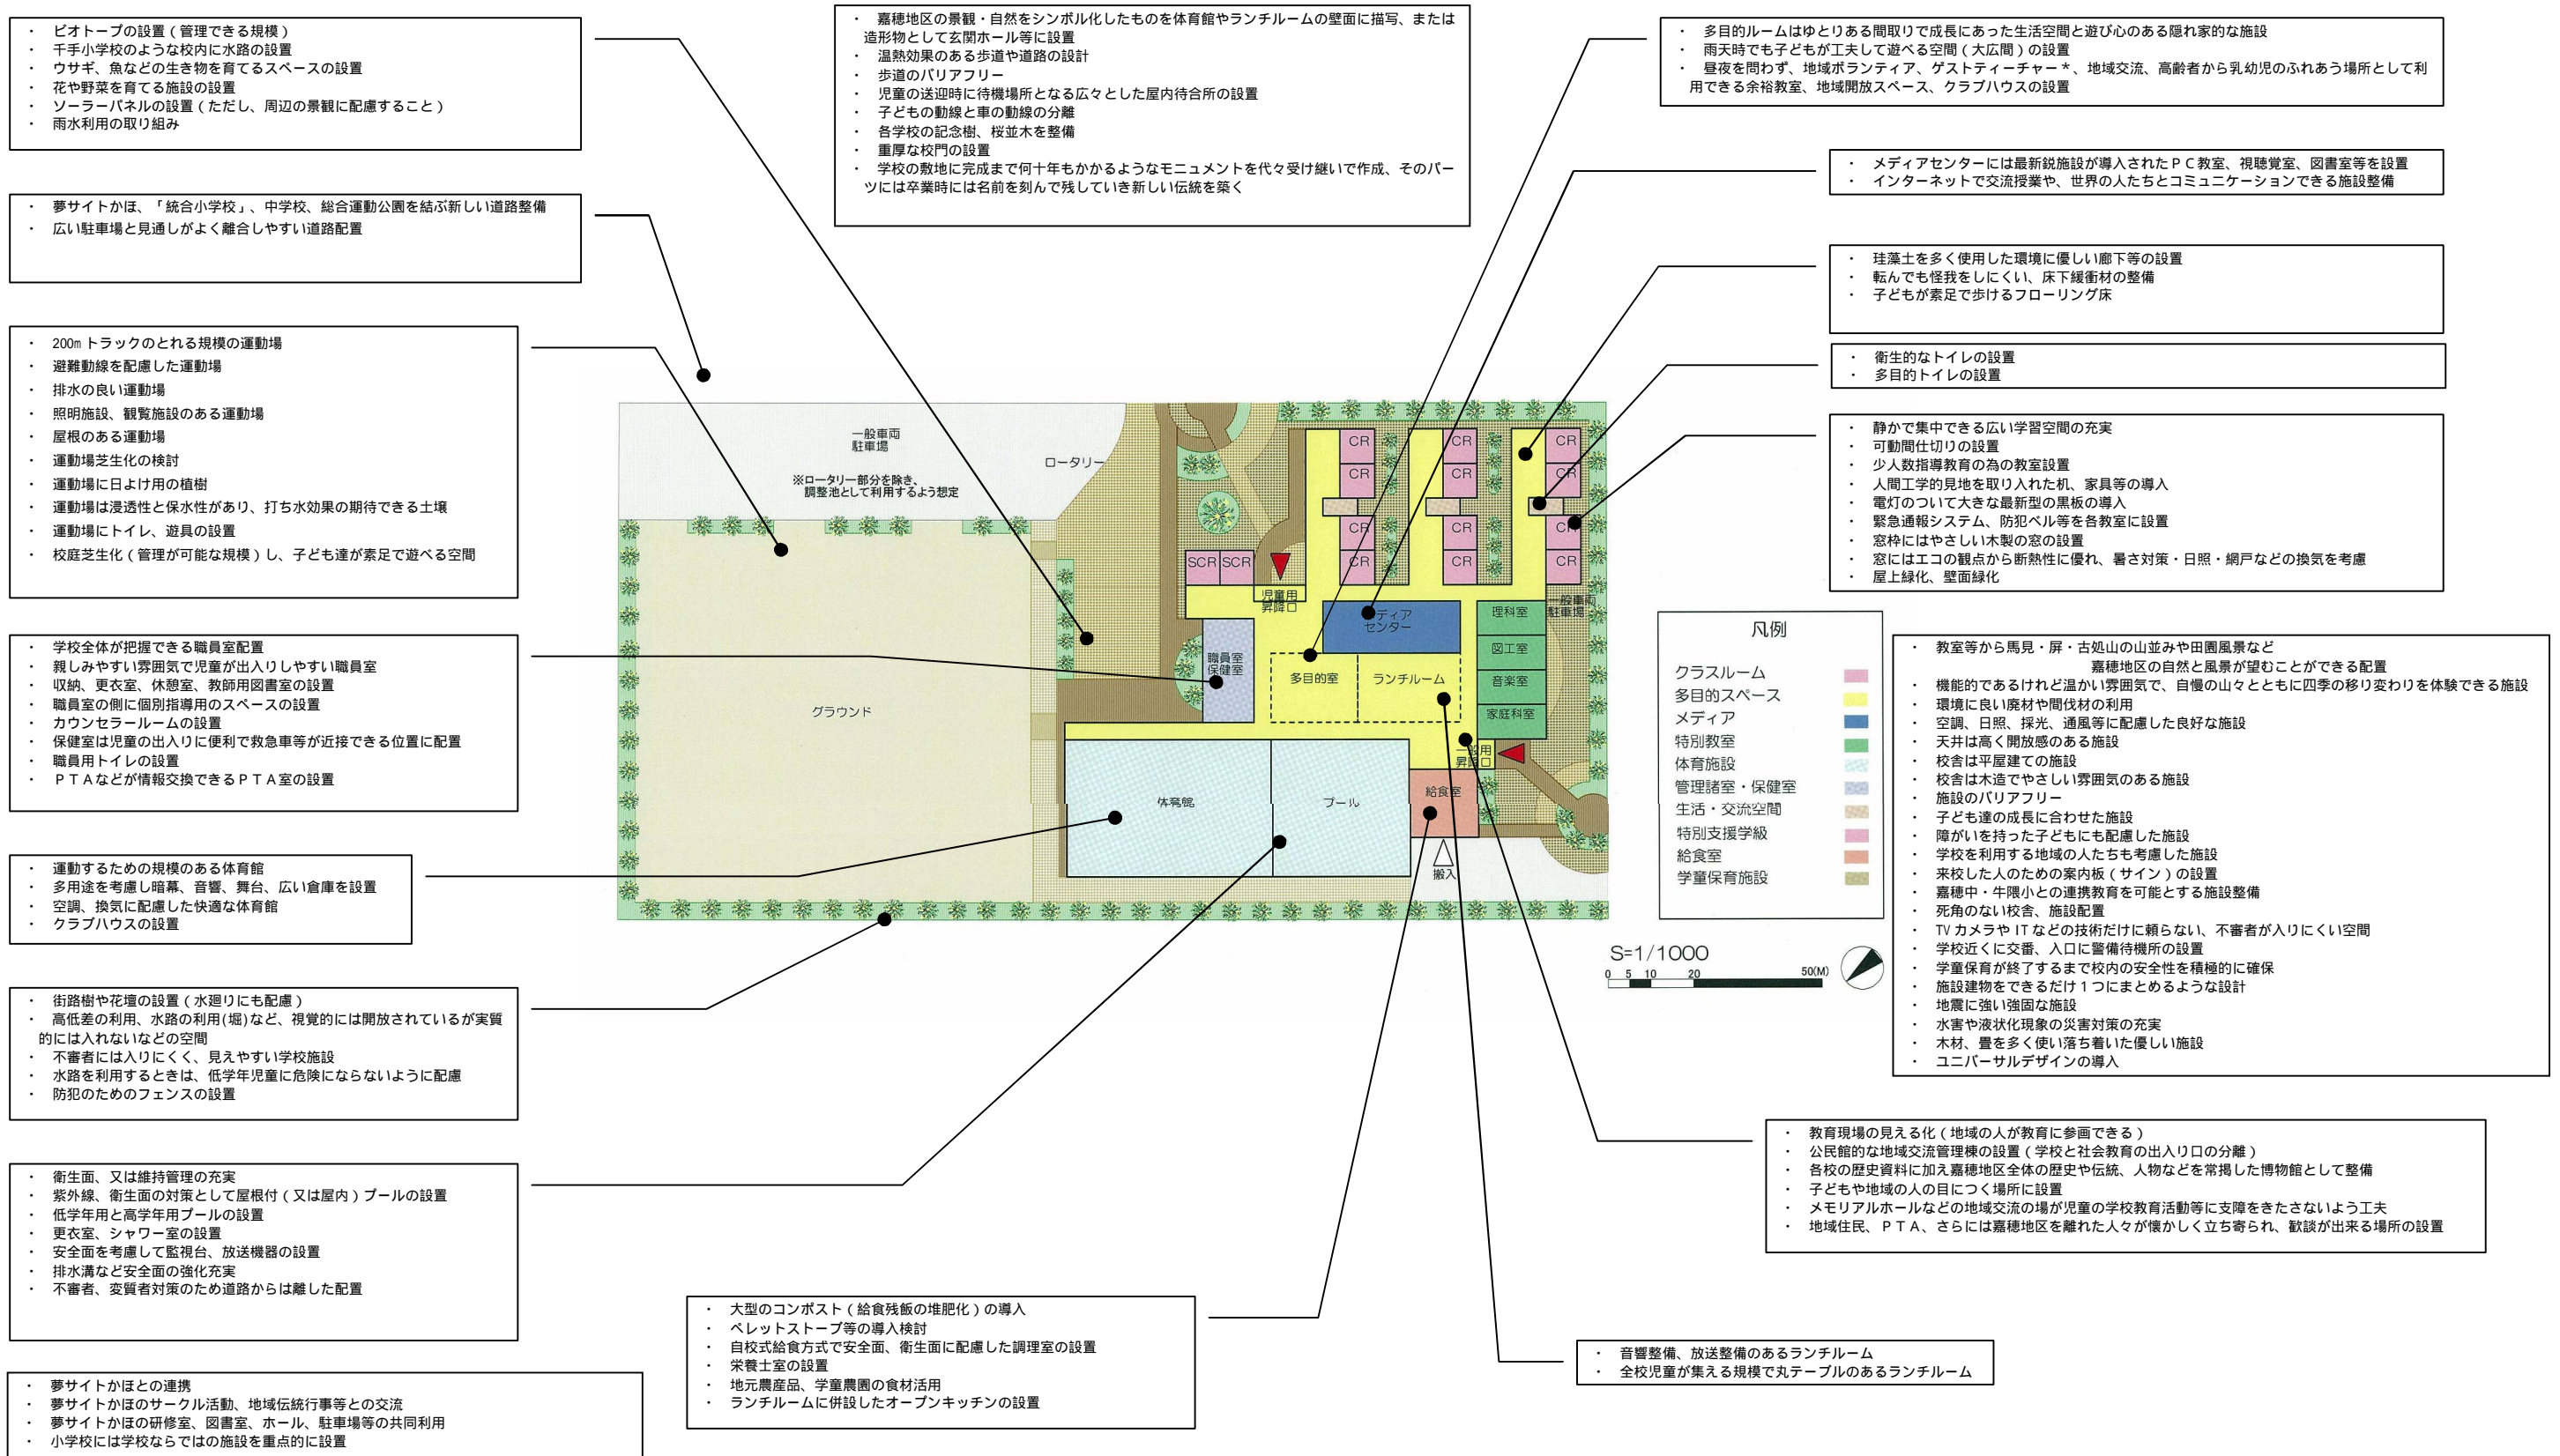 ・ ビオトープの設置（管理できる規模）
・ 千手小学校のような校内に水路の設置
・ ウサギ、魚などの生き物を育てるスペースの設置
・ 花や野菜を育てる施設の設置
・ ソーラーパネルの設置（ただし、周辺の景観に配慮すること）
・ 雨水利用の取り組み
・ 夢サイトかほ、「統合小学校」、中学校、総合運動公園を結ぶ新しい道路整備
・ 広い駐車場と見通しがよく離合しやすい道路配置
・ 200m トラックのとれる規模の運動場
・ 避難動線を配慮した運動場
・ 排水の良い運動場
・ 照明施設、観覧施設のある運動場
・ 屋根のある運動場
・ 運動場芝生化の検討
・ 運動場に日よけ用の植樹
・ 運動場は浸透性と保水性があり、打ち水効果の期待できる土壌
・ 運動場にトイレ、遊具の設置
・ 校庭芝生化（管理が可能な規模）し、子ども達が素足で遊べる空間
・ 学校全体が把握できる職員室配置
・ 親しみやすい雰囲気で児童が出入りしやすい職員室
・ 収納、更衣室、休憩室、教師用図書室の設置
・ 職員室の側に個別指導用のスペースの設置
・ カウンセラールームの設置
・ 保健室は児童の出入りに便利で救急車等が近接できる位置に配置
・ 職員用トイレの設置
・ ＰＴＡなどが情報交換できるＰＴＡ室の設置
・ 運動するための規模のある体育館
・ 多用途を考慮し暗幕、音響、舞台、広い倉庫を設置
・ 空調、換気に配慮した快適な体育館
・ クラブハウスの設置
・ 街路樹や花壇の設置（水廻りにも配慮）
・ 高低差の利用、水路の利用(堀)など、視覚的には開放されているが実質
的には入れないなどの空間
・ 不審者には入りにくく、見えやすい学校施設
・ 水路を利用するときは、低学年児童に危険にならないように配慮
・ 防犯のためのフェンスの設置
・ 衛生面、又は維持管理の充実
・ 紫外線、衛生面の対策として屋根付（又は屋内）プールの設置
・ 低学年用と高学年用プールの設置
・ 更衣室、シャワー室の設置
・ 安全面を考慮して監視台、放送機器の設置
・ 排水溝など安全面の強化充実
・ 不審者、変質者対策のため道路からは離した配置
・ 夢サイトかほとの連携
・ 夢サイトかほのサークル活動、地域伝統行事等との交流
・ 夢サイトかほの研修室、図書室、ホール、駐車場等の共同利用
・ 小学校には学校ならではの施設を重点的に設置
・ 嘉穂地区の景観・自然をシンボル化したものを体育館やランチルームの壁面に描写、または
造形物として玄関ホール等に設置
・ 温熱効果のある歩道や道路の設計
・ 歩道のバリアフリー
・ 児童の送迎時に待機場所となる広々とした屋内待合所の設置
・ 子どもの動線と車の動線の分離
・ 各学校の記念樹、桜並木を整備
・ 重厚な校門の設置
・ 学校の敷地に完成まで何十年もかかるようなモニュメントを代々受け継いで作成、そのパー
ツには卒業時には名前を刻んで残していき新しい伝統を築く
一般車両
駐車場
※ロータリー部分を除き、
調整池として利用するよう想定
ロータリー
グラウンド
CR
CR
CR
CR
CR
CR
CR
CR
CR
CR
CR
CR
SCR
SCR
児童用
昇降口
ディア
センター
職員室
保健室
多目的室
ランチルーム
理科室
図工室
音楽室
家庭科室
一般車両
駐車場
一般用
昇降口
体育館
プール
給食室
搬入
・ 多目的ルームはゆとりある間取りで成長にあった生活空間と遊び心のある隠れ家的な施設
・ 雨天時でも子どもが工夫して遊べる空間（大広間）の設置
・ 昼夜を問わず、地域ボランティア、ゲストティーチャー＊、地域交流、高齢者から乳幼児のふれあう場所として利
用できる余裕教室、地域開放スペース、クラブハウスの設置
・ メディアセンターには最新鋭施設が導入されたＰＣ教室、視聴覚室、図書室等を設置
・ インターネットで交流授業や、世界の人たちとコミュニケーションできる施設整備
・ 珪藻土を多く使用した環境に優しい廊下等の設置
・ 転んでも怪我をしにくい、床下緩衝材の整備
・ 子どもが素足で歩けるフローリング床
・ 衛生的なトイレの設置
・ 多目的トイレの設置
・ 静かで集中できる広い学習空間の充実
・ 可動間仕切りの設置
・ 少人数指導教育の為の教室設置
・ 人間工学的見地を取り入れた机、家具等の導入
・ 電灯のついて大きな最新型の黒板の導入
・ 緊急通報システム、防犯ベル等を各教室に設置
・ 窓枠にはやさしい木製の窓の設置
・ 窓にはエコの観点から断熱性に優れ、暑さ対策・日照・網戸などの換気を考慮
・ 屋上緑化、壁面緑化
凡例
クラスルーム
多目的スペース
メディア
特別教室
体育施設
管理諸室・保健室
生活・交流空間
特別支援学級
給食室
学童保育施設
S=1/1000
0 5 10 20 50(M)
・ 教室等から馬見・屏・古処山の山並みや田園風景など
嘉穂地区の自然と風景が望むことができる配置
・ 機能的であるけれど温かい雰囲気で、自慢の山々とともに四季の移り変わりを体験できる施設
・ 環境に良い廃材や間伐材の利用
・ 空調、日照、採光、通風等に配慮した良好な施設
・ 天井は高く開放感のある施設
・ 校舎は平屋建ての施設
・ 校舎は木造でやさしい雰囲気のある施設
・ 施設のバリアフリー
・ 子ども達の成長に合わせた施設
・ 障がいを持った子どもにも配慮した施設
・ 学校を利用する地域の人たちも考慮した施設
・ 来校した人のための案内板（サイン）の設置
・ 嘉穂中・牛隈小との連携教育を可能とする施設整備
・ 死角のない校舎、施設配置
・ TV カメラや IT などの技術だけに頼らない、不審者が入りにくい空間
・ 学校近くに交番、入口に警備待機所の設置
・ 学童保育が終了するまで校内の安全性を積極的に確保
・ 施設建物をできるだけ１つにまとめるような設計
・ 地震に強い強固な施設
・ 水害や液状化現象の災害対策の充実
・ 木材、畳を多く使い落ち着いた優しい施設
・ ユニバーサルデザインの導入
・ 教育現場の見える化（地域の人が教育に参画できる）
・ 公民館的な地域交流管理棟の設置（学校と社会教育の出入り口の分離）
・ 各校の歴史資料に加え嘉穂地区全体の歴史や伝統、人物などを常掲した博物館として整備
・ 子どもや地域の人の目につく場所に設置
・ メモリアルホールなどの地域交流の場が児童の学校教育活動等に支障をきたさないよう工夫
・ 地域住民、ＰＴＡ、さらには嘉穂地区を離れた人々が懐かしく立ち寄られ、歓談が出来る場所の設置
・ 大型のコンポスト（給食残飯の堆肥化）の導入
・ ペレットストーブ等の導入検討
・ 自校式給食方式で安全面、衛生面に配慮した調理室の設置
・ 栄養士室の設置
・ 地元農産品、学童農園の食材活用
・ ランチルームに併設したオープンキッチンの設置
・ 音響整備、放送整備のあるランチルーム
・ 全校児童が集える規模で丸テーブルのあるランチルーム